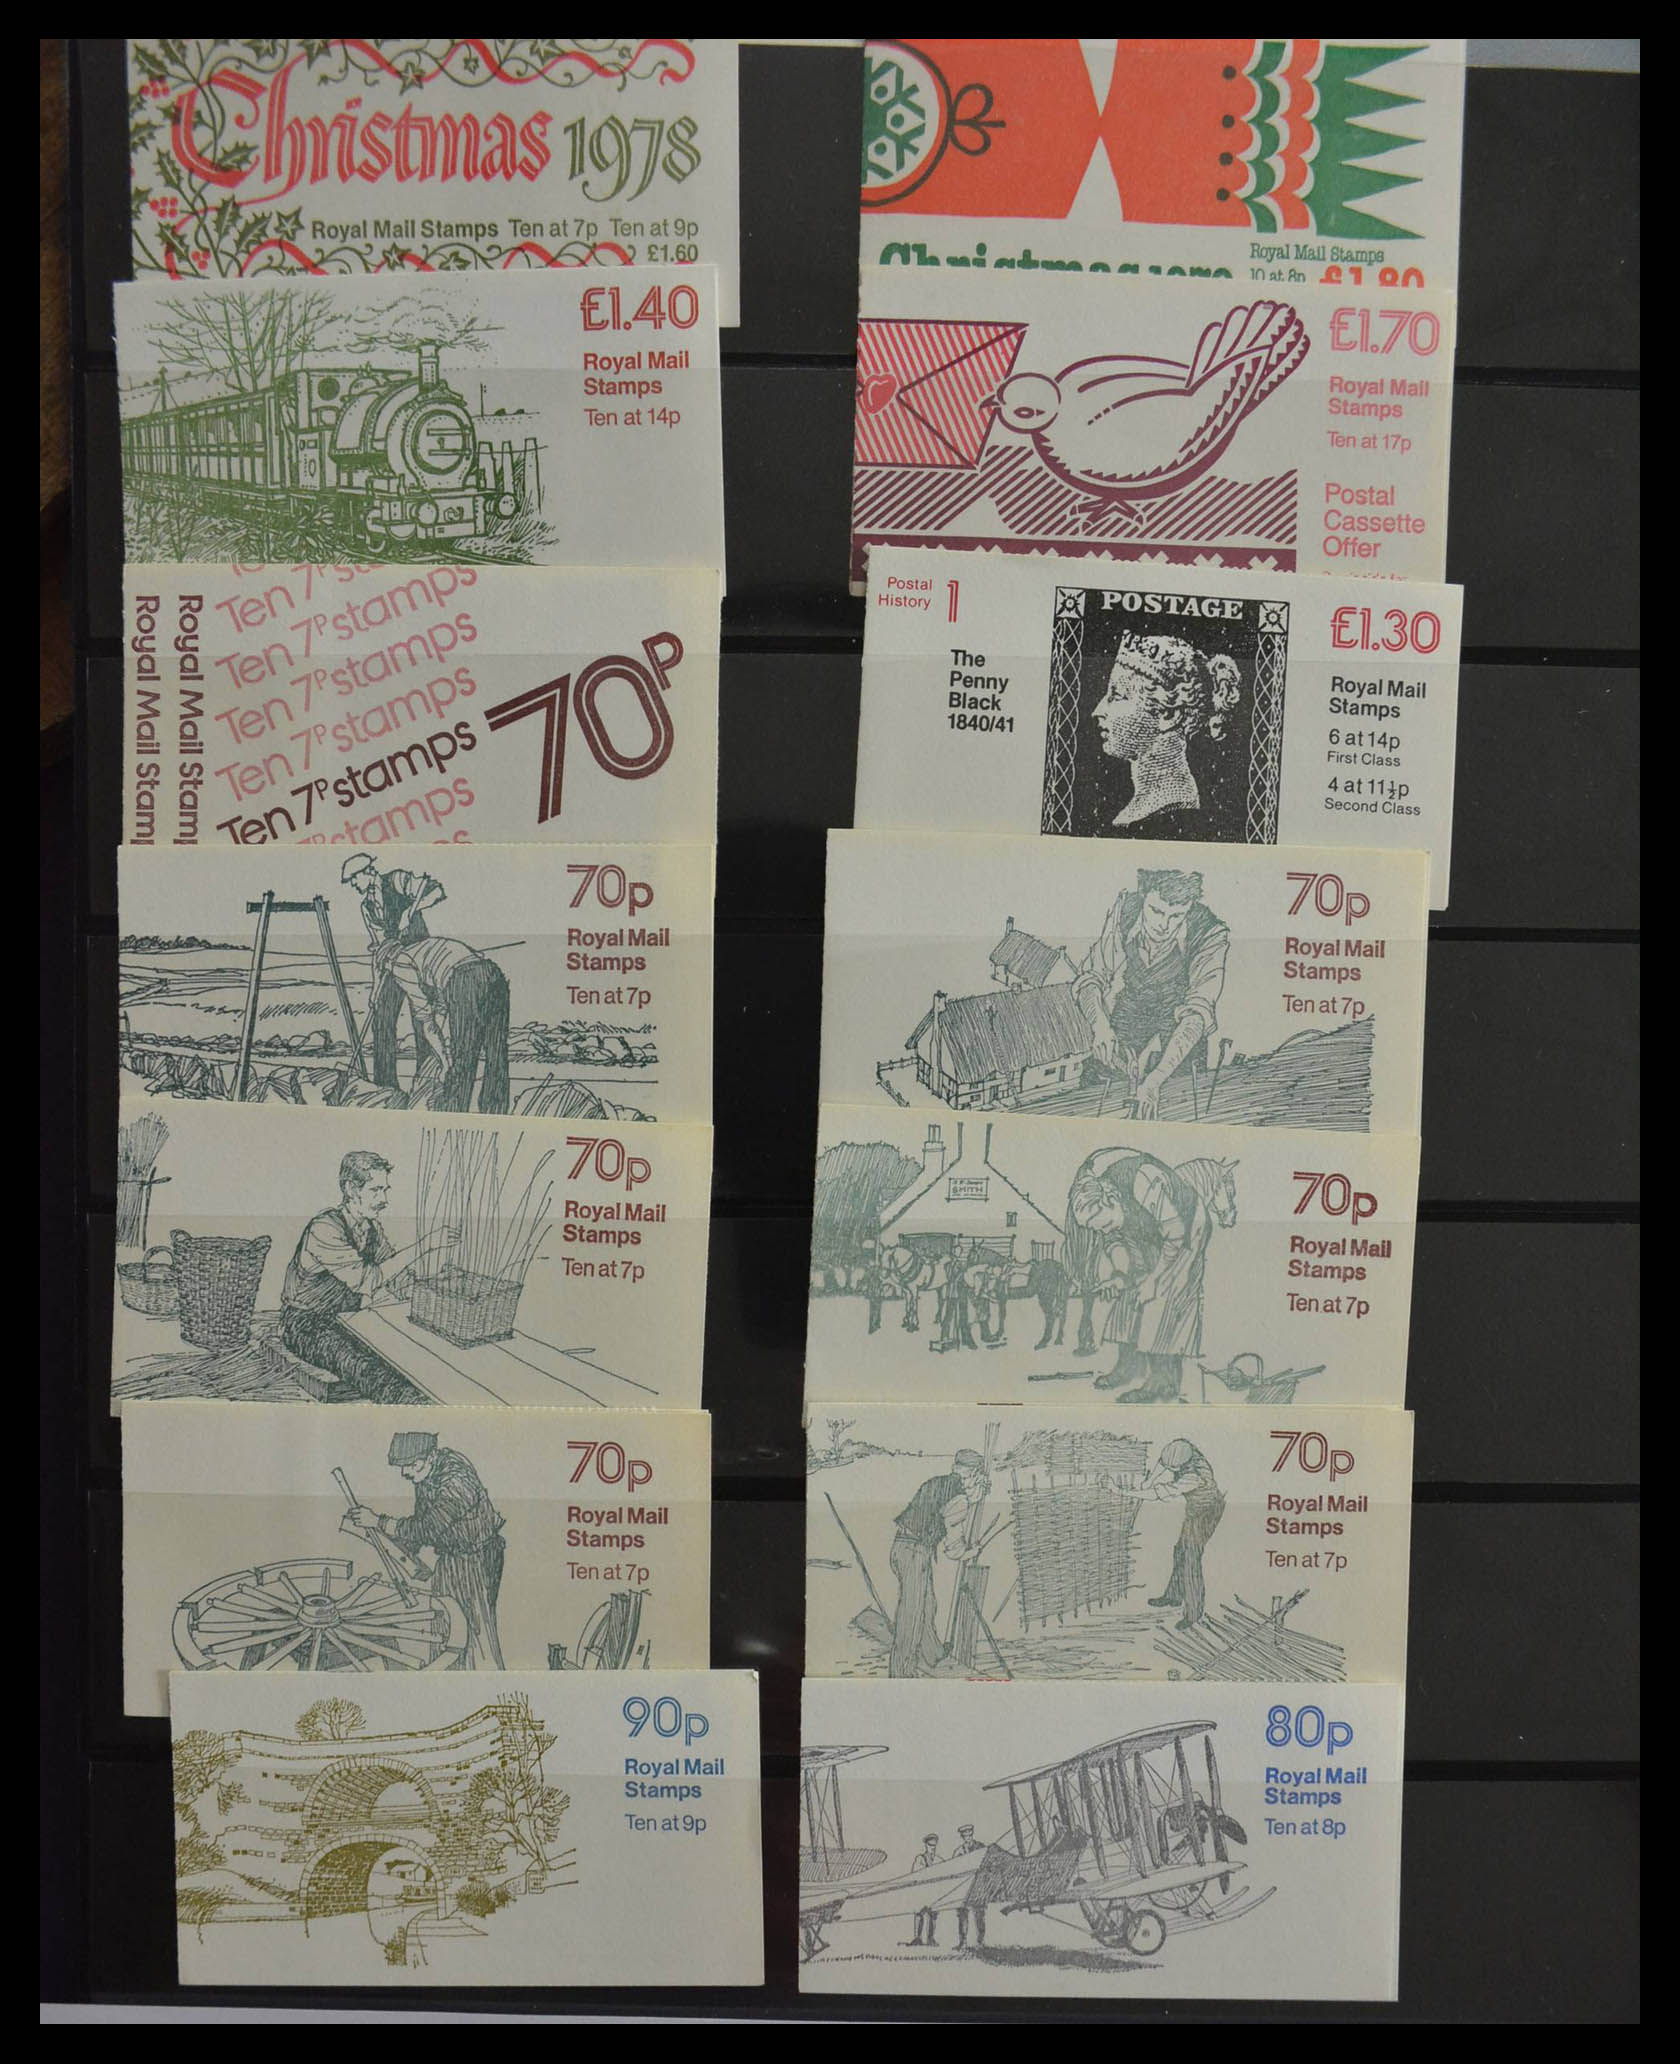 Christmas 1978
Royal Mail Stamps Ten at 7p Ten at 9p
£1.60
Royal Mail Stamps
10 at 8p £1.80
Christmas 1979
£1.40
Royal Mail
Stamps
Ten at 14p
£1.70
Royal Mail
Stamps
Ten at 17p
Postal
Cassette
Offer
Royal Mail Stamp
Royal Mail Stamp
Ten 7p stamps
Ten 7p stamps
Ten 7p stamps
Ten 7p stamps
Ten 7p stamps
7p stamps
70p
Postal
History 1
The
Penny
Black
1840/41
POSTAGE
£1.30
Royal Mail
Stamps
6 at 14p
First Class
4 at 11½p
Second Class
70p
Royal Mail
Stamps
Ten at 7p
70p
Royal Mail
Stamps
Ten at 7p
70p
Royal Mail
Stamps
Ten at 7p
SMITH
70p
Royal Mail
Stamps
Ten at 7p
70p
Royal Mail
Stamps
Ten at 7p
70p
Royal Mail
Stamps
Ten at 7p
90p
Royal Mail
Stamps
Ten at 9p
80p
Royal Mail
Stamps
Ten at 8p